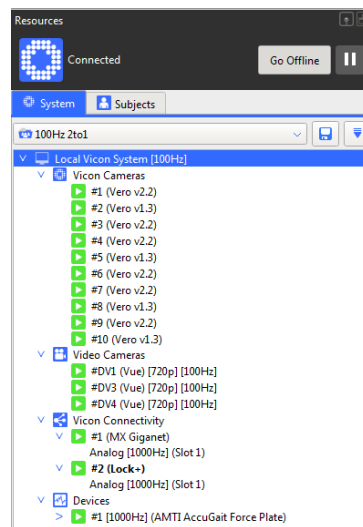 Resources
Connected
Go Offline
System
Subjects
100Hz 2to1
Local Vicon System [100Hz]
Vicon Cameras
#1 (Vero v2.2)
#2 (Vero v1.3)
#3 (Vero v2.2)
#4 (Vero v2.2)
#5 (Vero v1.3)
#6 (Vero v2.2)
#7 (Vero v2.2)
#8 (Vero v1.3)
#9 (Vero v2.2)
#10 (Vero v1.3)
Video Cameras
#DV1 (Vue) [720p] [100Hz]
#DV3 (Vue) [720p] [100Hz]
#DV4 (Vue) [720p] [100Hz]
Vicon Connectivity
#1 (MX Giganet)
Analog [1000Hz] (Slot 1)
#2 (Lock+)
Analog [1000Hz] (Slot 1)
Devices
#1 [1000Hz] (AMTI AccuGait Force Plate)